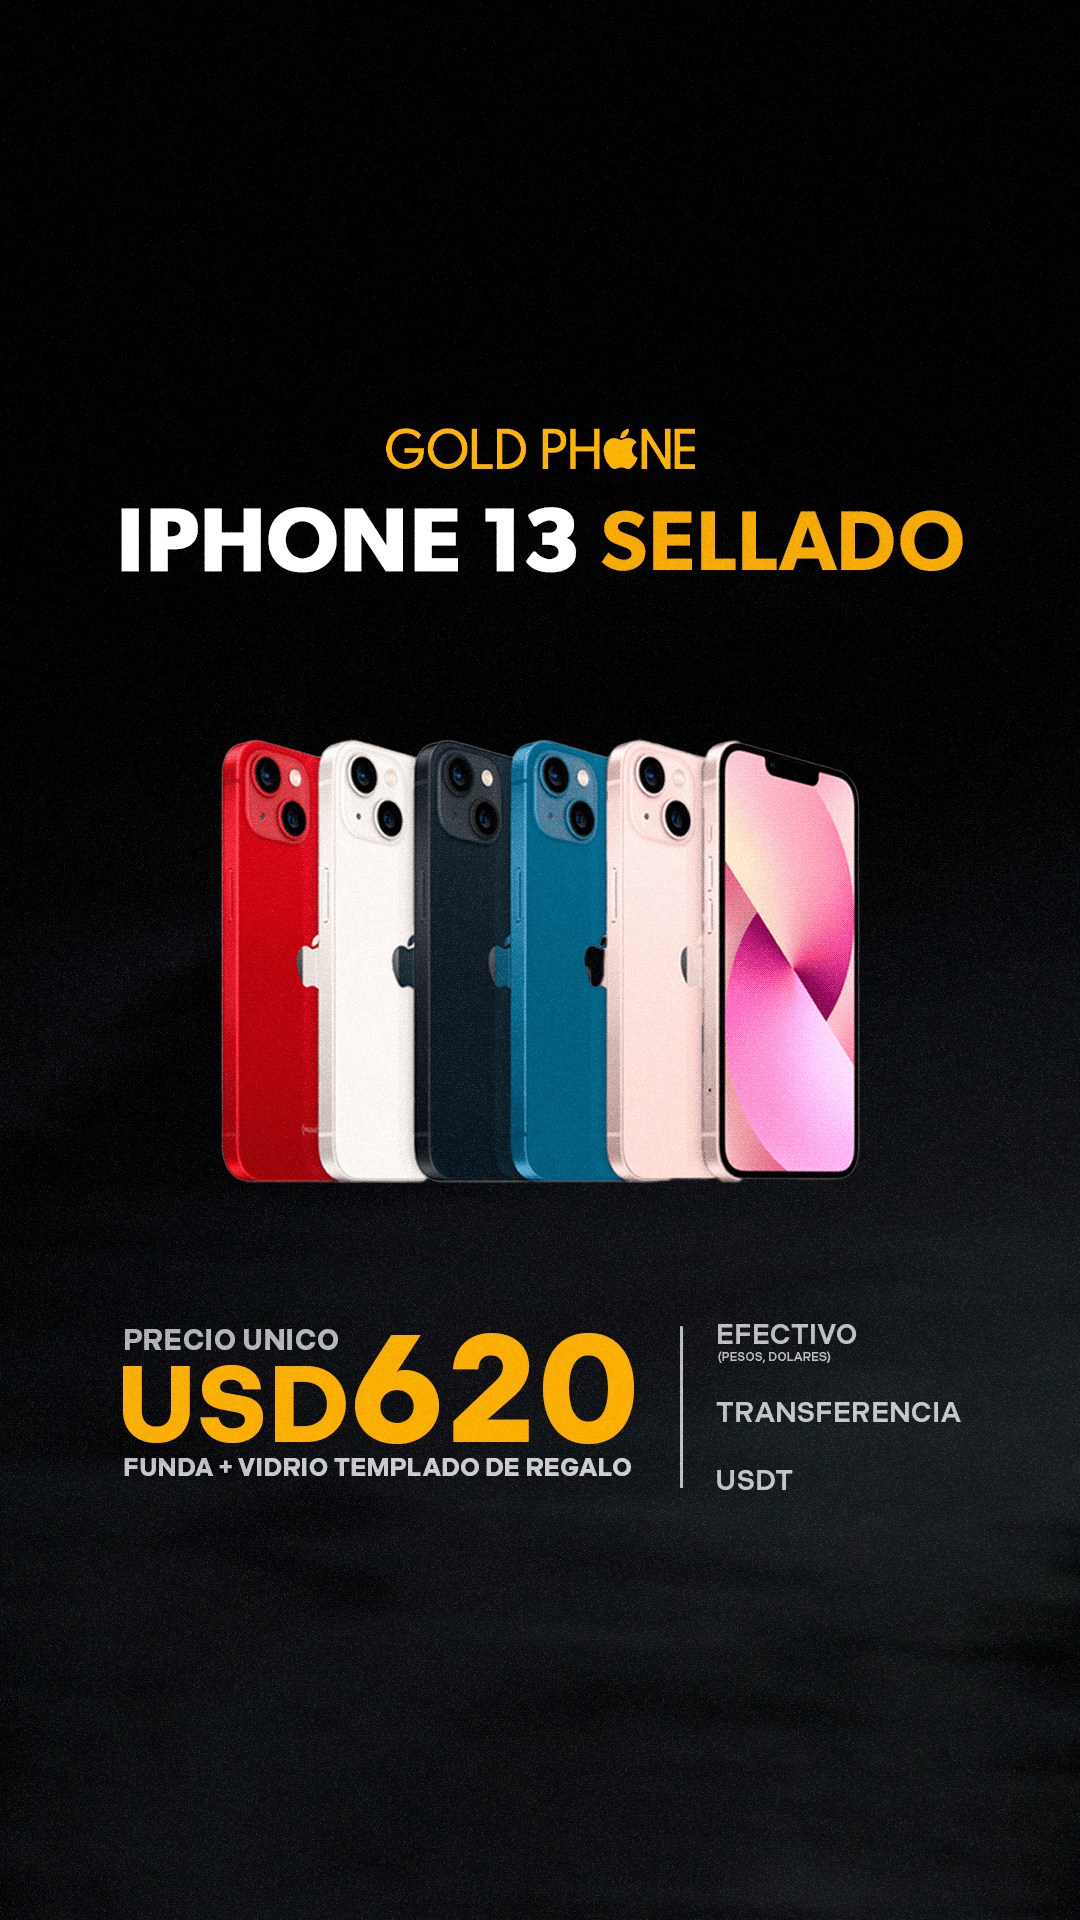 GOLD PHONE
IPHONE 13 SELLADO
PRECIO UNICO
USD620
FUNDA + VIDRIO TEMPLADO DE REGALO
EFECTIVO
(PESOS, DOLARES)
TRANSFERENCIA
USDT